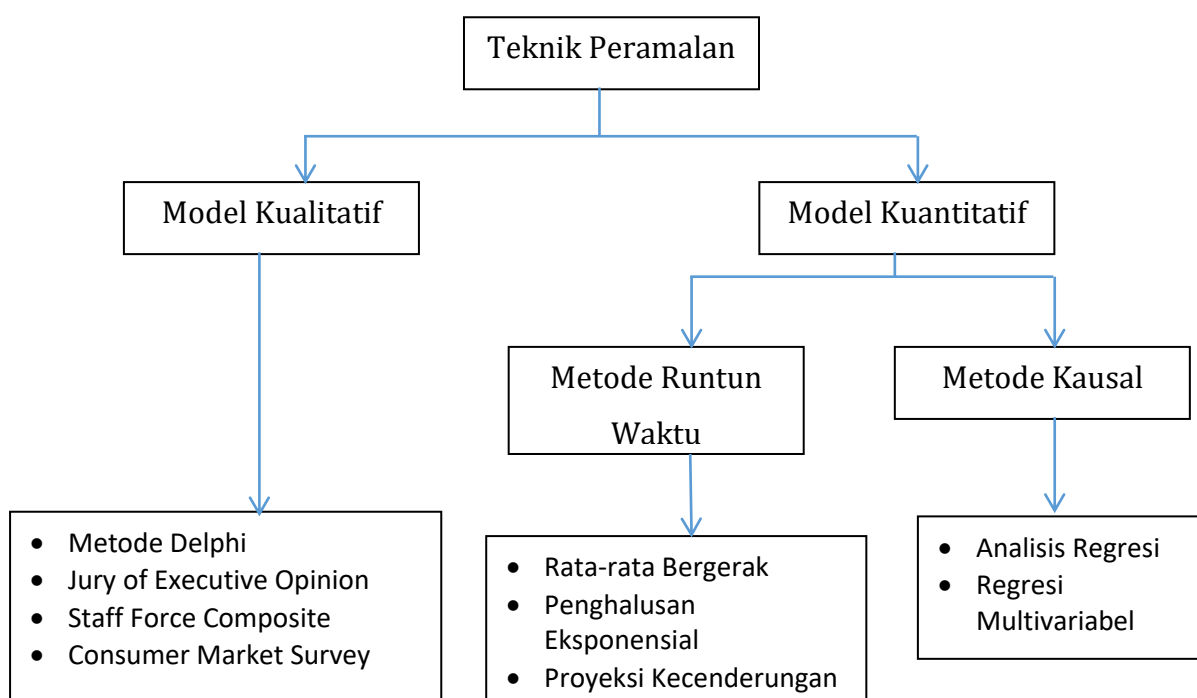 Teknik Peramalan
Model Kualitatif
Model Kuantitatif
Metode Runtun
Waktu
Metode Kausal
• Metode Delphi
• Jury of Executive Opinion
• Staff Force Composite
• Consumer Market Survey
• Rata-rata Bergerak
• Penghalusan
Eksponensial
• Proyeksi Kecenderungan
• Analisis Regresi
• Regresi
Multivariabel